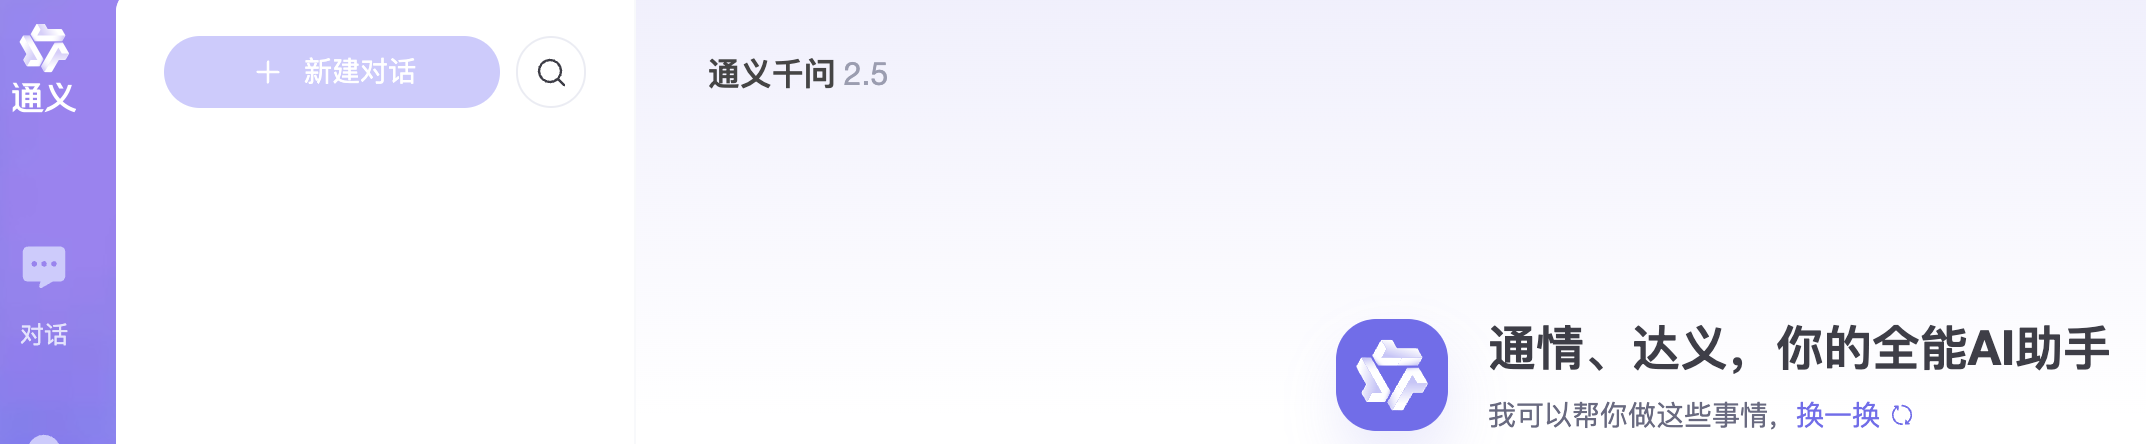 通义
对话
新建对话
通义千问 2.5
通情、达义，你的全能AI助手
我可以帮你做这些事情，换一换